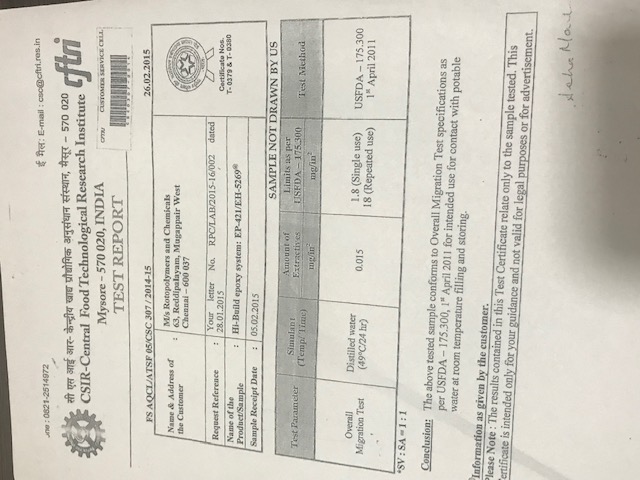 ne : 0821-2514972
ई मैल: E-mail : csc@cftri.res.in
सी एस आई आर- केन्द्रीय खाद्य प्रौद्योगिक अनुसंधान संस्थान, मैसूर – 570 020
CSIR-Central Food Technological Research Institute
cftri
Mysore - 570 020, INDIA
TEST REPORT
CFTRI CUSTOMER SERVICE CELL
FS AQCL/ATSF 05/CSC 307 / 2014-15
26.02.2015
Name & Address of the Customer : M/s Rotopolymers and Chemicals
63, Reddipalayam, Mugappair West
Chennai – 600 037
Request Reference : Your letter No. RPC/LAB/2015-16/002 dated
28.01.2015
Name of the Product/Sample : Hi-Build epoxy system: EP-421/EH-5269®
Sample Receipt Date : 05.02.2015
Certificate Nos.
T- 0379 & T- 0380
SAMPLE NOT DRAWN BY US
Test Parameter
Simulant
(Temp/ Time)
Amount of
Extractives
mg/in²
Limits as per
USFDA – 175.300
mg/in²
Test Method
Overall
Migration Test
Distilled water
(49°C/24 hr)
0.015
1.8 (Single use)
18 (Repeated use)
USFDA – 175.300
1st April 2011
*SV : SA = 1 : 1
Conclusion: The above tested sample conforms to Overall Migration Test specifications as
per USFDA – 175.300, 1st April 2011 for intended use for contact with potable
water at room temperature filling and storing.
Information as given by the customer.
Please Note : The results contained in this Test Certificate relate only to the sample tested. This
ertificate is intended only for your guidance and not valid for legal purposes or for advertisement.